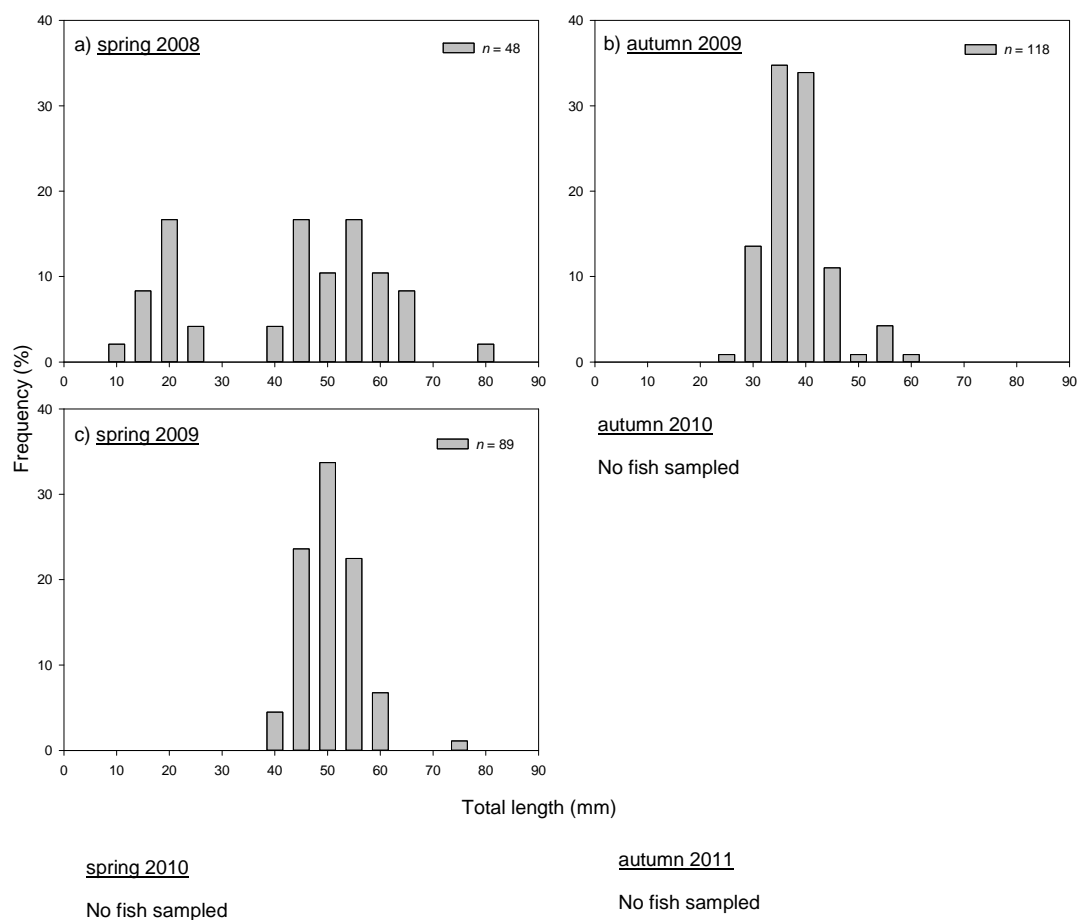 a) spring 2008
n = 48
40
30
20
10
0
0 10 20 30 40 50 60 70 80 90
b) autumn 2009
n = 118
40
30
20
10
0
0 10 20 30 40 50 60 70 80 90
Frequency (%)
c) spring 2009
n = 89
40
30
20
10
0
0 10 20 30 40 50 60 70 80 90
autumn 2010
No fish sampled
Total length (mm)
spring 2010
No fish sampled
autumn 2011
No fish sampled